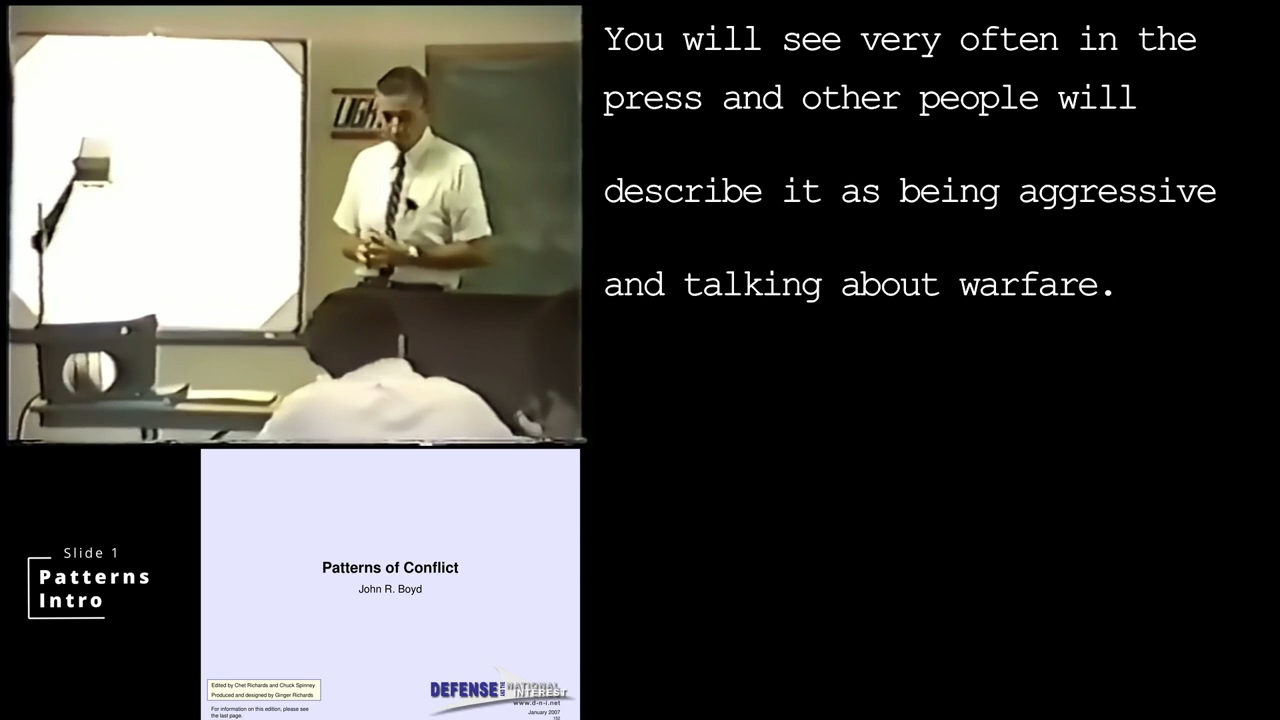 You will see very often in the
press and other people will
describe it as being aggressive
and talking about warfare.
Slide 1
Patterns
Intro
Patterns of Conflict
John R. Boyd
Edited by Chet Richards and Chuck Spinney
Produced and designed by Ginger Richards
For information on this edition, please see
the last page.
DEFENSE AND THE NATIONAL INTEREST
www.d-n-i.net
January 2007
152